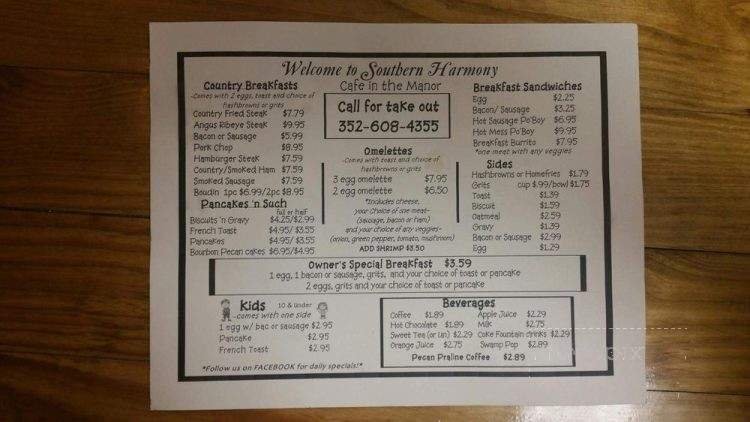 Welcome to Southern Harmony
Cafe in the Manor
Call for take out
352-608-4355
Country Breakfasts
-Comes with 2 eggs, toast and choice of
hashbrowns or grits
Country Fried Steak $7.79
Angus Ribeye Steak $9.95
Bacon or Sausage $5.99
Pork Chop $8.95
Hamburger Steak $7.59
Country/Smoked Ham $7.59
Smoked Sausage $7.59
Boudin 1pc $6.99/2pc $8.95
Pancakes 'n Such
full or half
Biscuits 'n Gravy $4.25/$2.99
French Toast $4.95/ $3.55
Pancakes $4.95/ $3.55
Bourbon Pecan cakes $6.95/$4.95
Omelettes
-Comes with toast and choice of
hashbrowns or grits
3 egg omelette $7.95
2 egg omelette $6.50
*Includes cheese,
your choice of one meat-
(sausage, bacon or ham)
and your choice of any veggies-
(onion, green pepper, tomato, mushroom)
ADD SHRIMP $3.50
Breakfast Sandwiches
Egg $2.25
Bacon/ Sausage $3.25
Hot Sausage Po'Boy $6.95
Hot Mess Po'Boy $9.95
Breakfast Burrito $7.95
*one meat with any veggies
Sides
Hashbrowns or Homefries $1.79
Grits cup $.99/bowl $1.75
Toast $1.39
Biscuit $1.59
Oatmeal $2.59
Gravy $1.39
Bacon or Sausage $2.99
Egg $1.29
Owner's Special Breakfast $3.59
1 egg, 1 bacon or sausage, grits, and your choice of toast or pancake
2 eggs, grits and your choice of toast or pancake
Kids 10 & under
...comes with one side
1 egg w/ bac or sausage $2.95
Pancake $2.95
French Toast $2.95
*Follow us on FACEBOOK for daily specials!*
Beverages
Coffee $1.89 Apple Juice $2.29
Hot Chocolate $1.89 Milk $2.75
Sweet Tea (or Un) $2.29 Coke Fountain drinks $2.29
Orange Juice $2.75 Swamp Pop $2.89
Pecan Praline Coffee $2.89